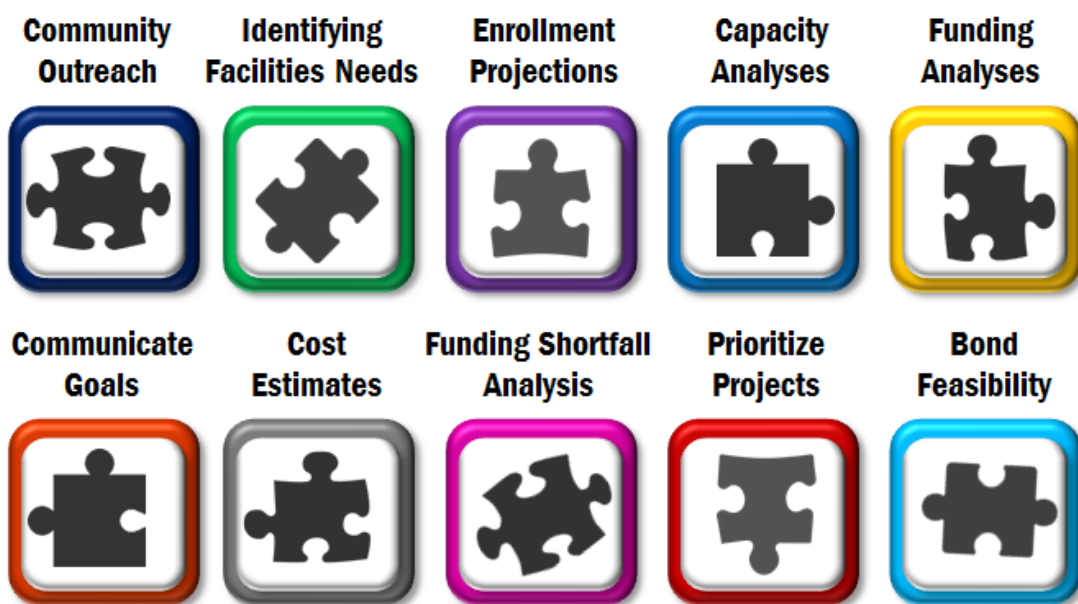 Community
Outreach
Identifying
Facilities Needs
Enrollment
Projections
Capacity
Analyses
Funding
Analyses
Communicate
Goals
Cost
Estimates
Funding Shortfall
Analysis
Prioritize
Projects
Bond
Feasibility